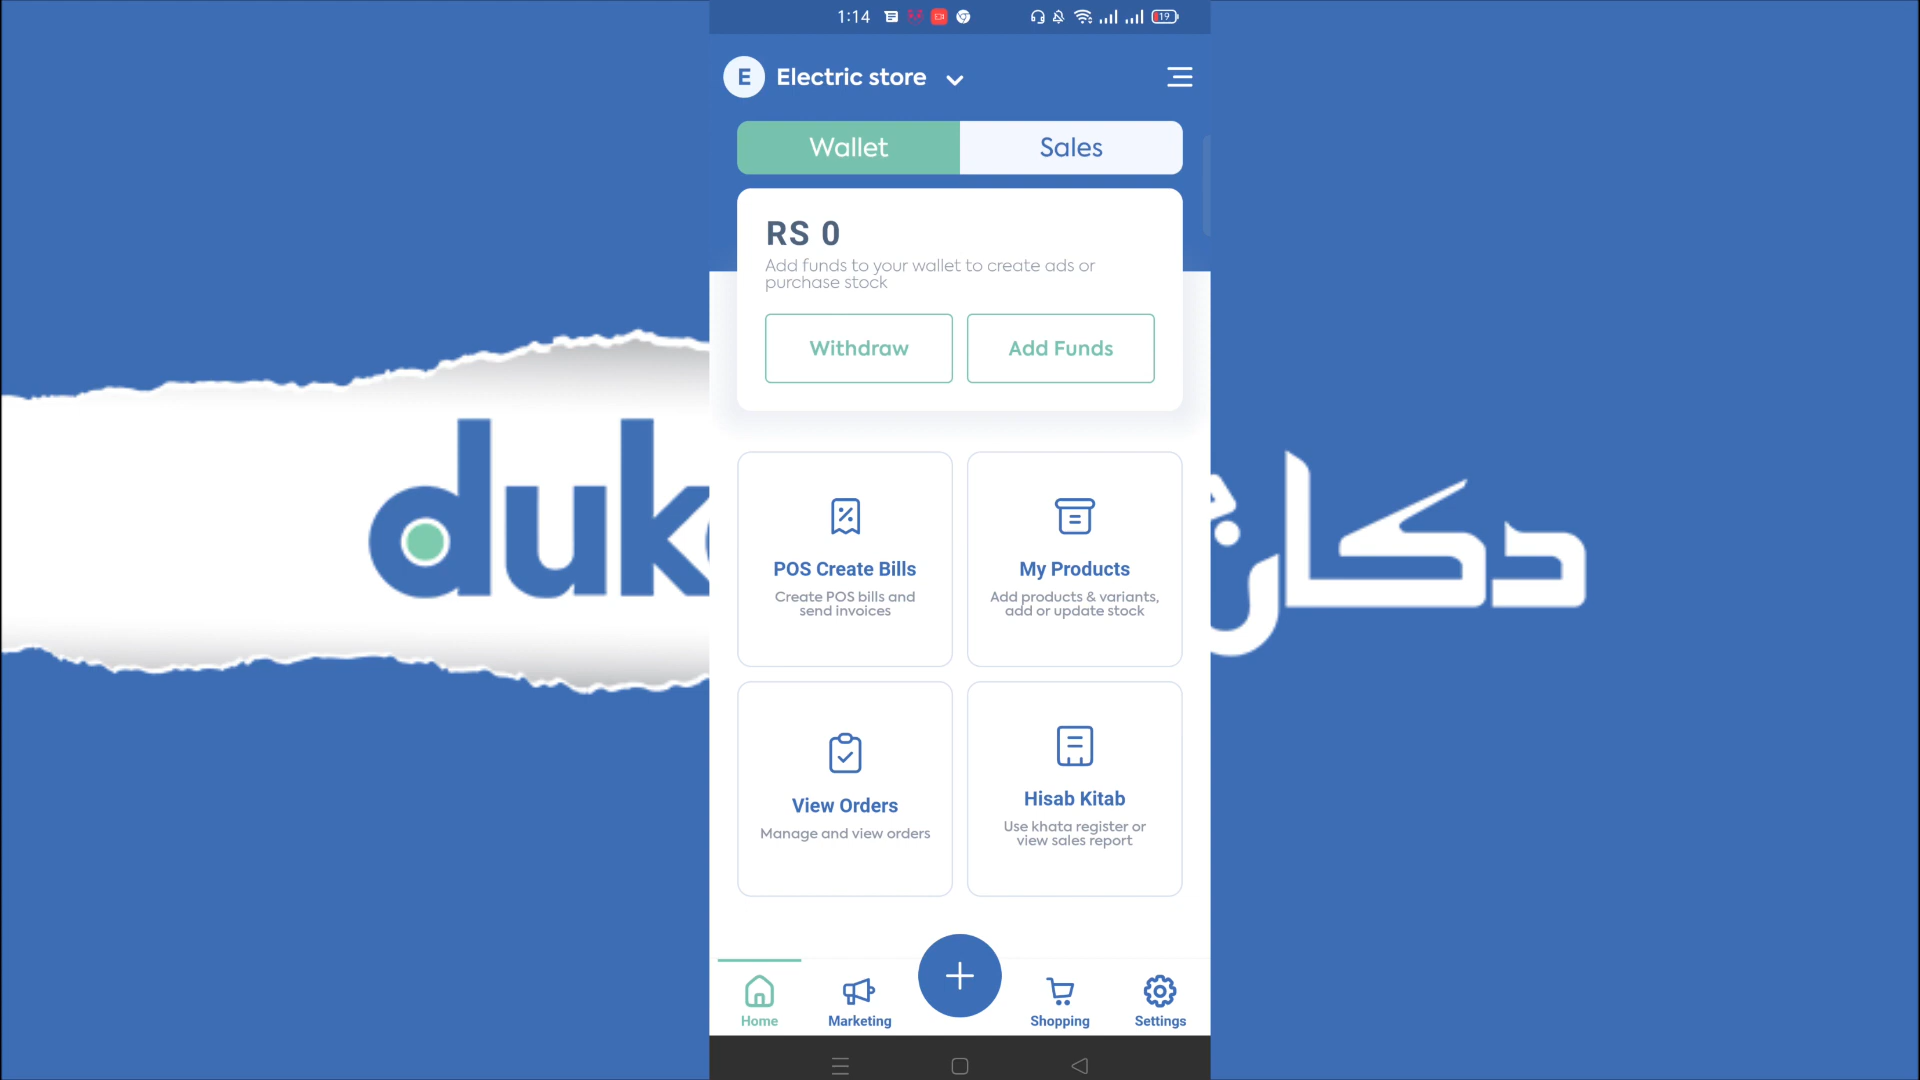 1:14
19
E Electric store
Wallet Sales
RS 0
Add funds to your wallet to create ads or
purchase stock
Withdraw Add Funds
duk
دکان
POS Create Bills
Create POS bills and
send invoices
My Products
Add products & variants,
add or update stock
View Orders
Manage and view orders
Hisab Kitab
Use khata register or
view sales report
Home Marketing Shopping Settings